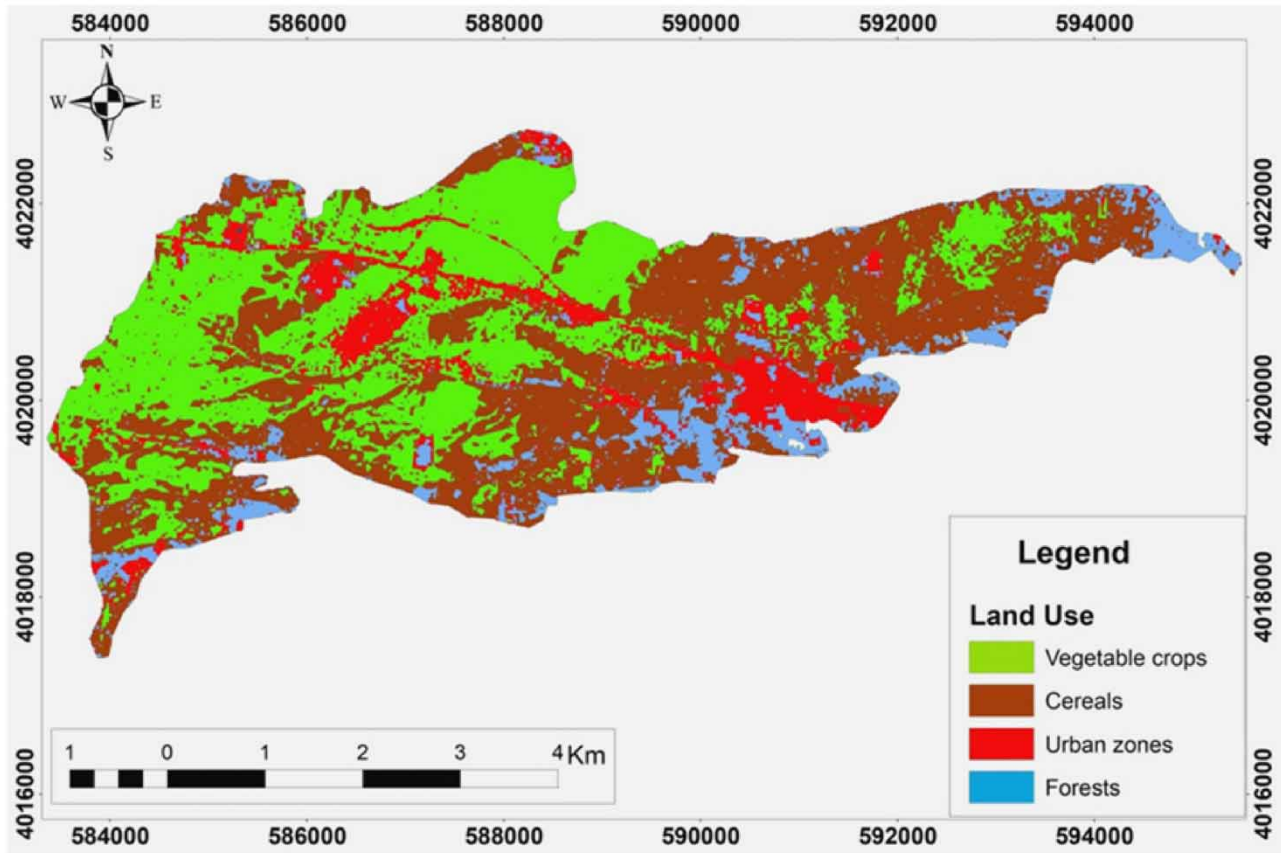 584000 586000 588000 590000 592000 594000
N
W E
S
4022000 4022000
4020000 4020000
4018000 4018000
4016000 4016000
Legend
Land Use
Vegetable crops
Cereals
Urban zones
Forests
1 0 1 2 3 4 Km
584000 586000 588000 590000 592000 594000